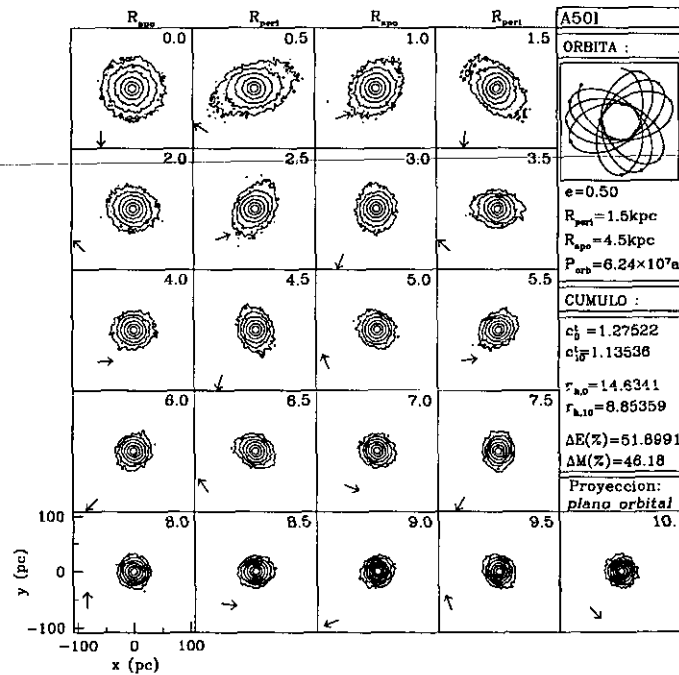 R_apo R_peri R_apo R_peri A501
0.0 0.5 1.0 1.5
ORBITA :
2.0 2.5 3.0 3.5
e=0.50
R_peri=1.5kpc
R_apo=4.5kpc
P_orb=6.24×10⁷a
4.0 4.5 5.0 5.5
CUMULO :
c^t_0=1.27522
c^t_10=1.13536
r_h,0=14.6341
r_h,10=8.85359
6.0 6.5 7.0 7.5
ΔE(%)=51.8991
ΔM(%)=46.18
Proyeccion:
plano orbital
8.0 8.5 9.0 9.5 10.
100
0
-100
y (pc)
-100 0 100
x (pc)